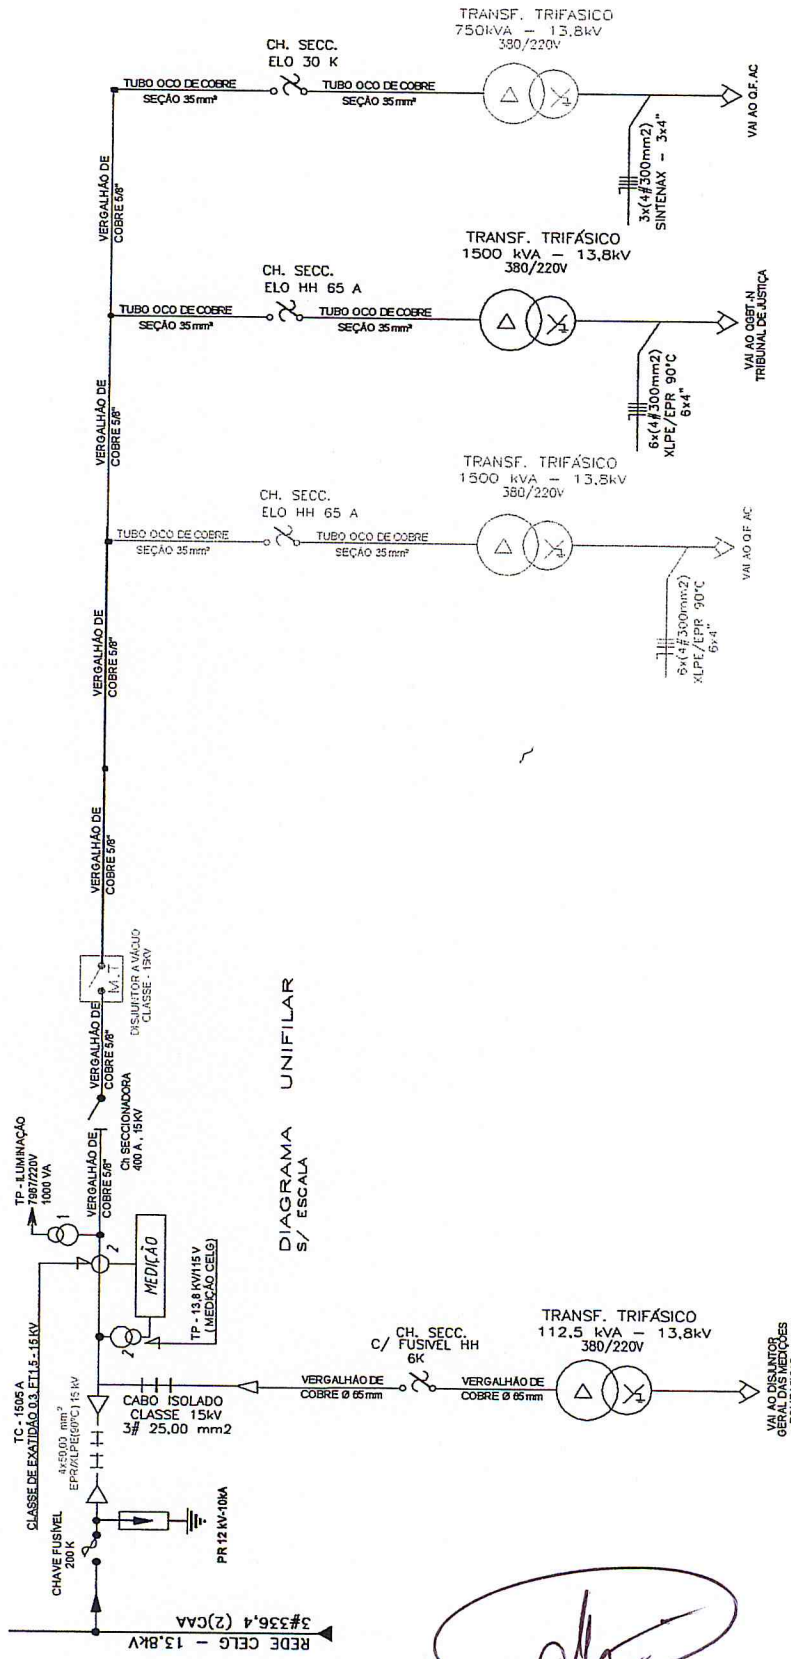 TRANSF. TRIFASICO
750kVA – 13,8kV
380/220V
CH. SECC.
ELO 30 K
TUBO OCO DE COBRE
SEÇÃO 35mm²
TUBO OCO DE COBRE
SEÇÃO 35mm²
3x(4#300mm2)
SINTENAX – 3x4"
VAI AO Q.F. AC
VERGALHÃO DE
COBRE 5/8"
TRANSF. TRIFÁSICO
1500 kVA – 13,8kV
380/220V
CH. SECC.
ELO HH 65 A
TUBO OCO DE COBRE
SEÇÃO 35mm²
TUBO OCO DE COBRE
SEÇÃO 35mm²
6x(4#300mm2)
XLPE/EPR 90°C
6x4"
VAI AO QGBT-N
TRIBUNAL DE JUSTIÇA
VERGALHÃO DE
COBRE 5/8"
TRANSF. TRIFÁSICO
1500 kVA – 13,8kV
380/220V
CH. SECC.
ELO HH 65 A
TUBO OCO DE COBRE
SEÇÃO 35mm²
TUBO OCO DE COBRE
SEÇÃO 35mm²
6x(4#300mm2)
XLPE/EPR 90°C
6x4"
VAI AO QF AC
VERGALHÃO DE
COBRE 5/8"
VERGALHÃO DE
COBRE 5/8"
M.T
DISJUNTOR A VÁCUO
CLASSE - 15KV
VERGALHÃO DE
COBRE 5/8"
Ch SECCIONADORA
400 A , 15KV
VERGALHÃO DE
COBRE 5/8"
TP - ILUMINAÇÃO
7967/220V
1000 VA
1
2
MEDIÇÃO
2
TP - 13,8 KV/115 V
(MEDIÇÃO CELG)
DIAGRAMA UNIFILAR
S/ ESCALA
TC - 150/5 A
CLASSE DE EXATIDÃO 0,3, FT1,5 - 15 KV
4x50,00 mm²
EPR/XLPE(90°C) 15 kV
CABO ISOLADO
CLASSE 15kV
3# 25,00 mm2
VERGALHÃO DE
COBRE Ø 65mm
CH. SECC.
C/ FUSIVEL HH
6K
VERGALHÃO DE
COBRE Ø 65mm
TRANSF. TRIFÁSICO
112,5 kVA – 13,8kV
380/220V
VAI AO DISJUNTOR
GERAL DAS MEDIÇÕES
CHAVE FUSÍVEL
200 K
PR 12 kV-10kA
REDE CELG – 13,8kV
3#336,4 (2)CAA